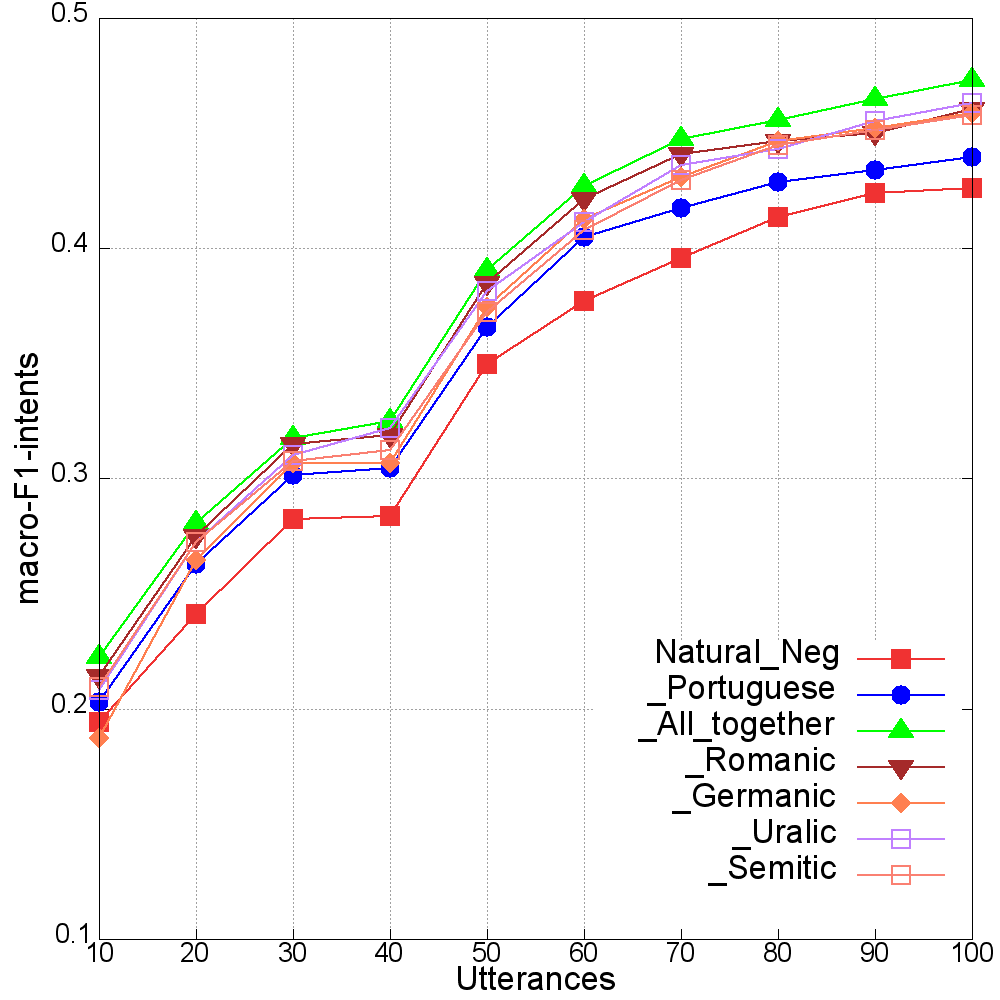 0.5
0.4
0.3
0.2
0.1
macro-F1-intents
Natural_Neg
_Portuguese
_All_together
_Romanic
_Germanic
_Uralic
_Semitic
10 20 30 40 50 60 70 80 90 100
Utterances